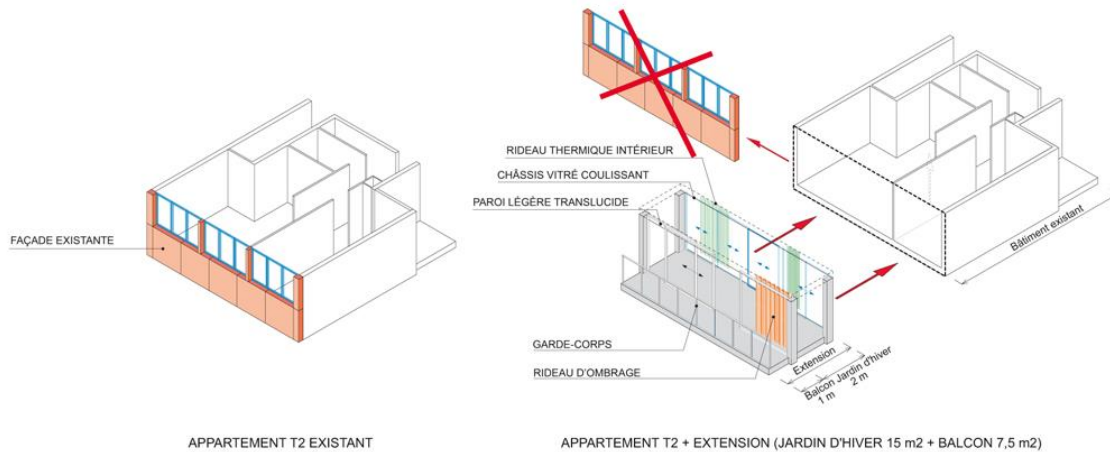 FAÇADE EXISTANTE
APPARTEMENT T2 EXISTANT
RIDEAU THERMIQUE INTÉRIEUR
CHÂSSIS VITRÉ COULISSANT
PAROI LÉGÈRE TRANSLUCIDE
GARDE-CORPS
RIDEAU D'OMBRAGE
Bâtiment existant
Extension
Balcon
1 m
Jardin d'hiver
2 m
APPARTEMENT T2 + EXTENSION (JARDIN D'HIVER 15 m2 + BALCON 7,5 m2)